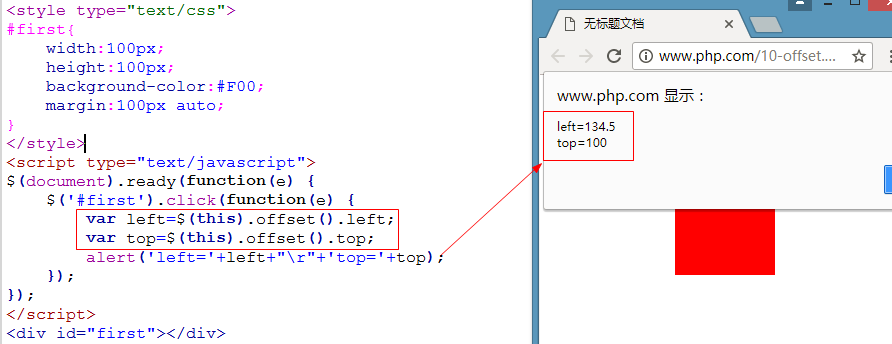 <style type="text/css">
#first{
    width:100px;
    height:100px;
    background-color:#F00;
    margin:100px auto;
}
</style>
<script type="text/javascript">
$(document).ready(function(e) {
    $('#first').click(function(e) {
        var left=$(this).offset().left;
        var top=$(this).offset().top;
        alert('left='+left+"\r"+'top='+top);
    });
});
</script>
<div id="first"></div>
无标题文档
www.php.com/10-offset....
www.php.com 显示：
left=134.5
top=100